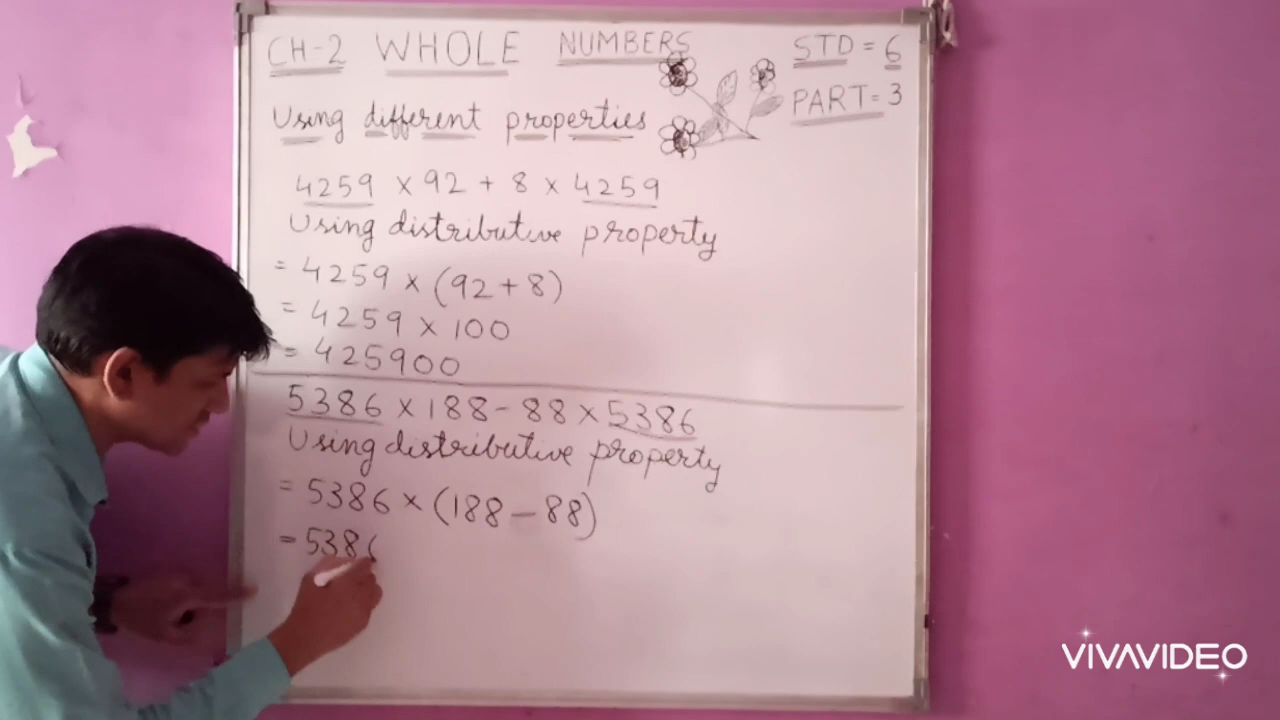 CH-2 WHOLE NUMBERS STD = 6
PART = 3
Using different properties
4259 × 92 + 8 × 4259
Using distributive property
= 4259 × (92 + 8)
= 4259 × 100
= 425900
5386 × 188 - 88 × 5386
Using distributive property
= 5386 × (188 - 88)
= 5386
VIVAVIDEO